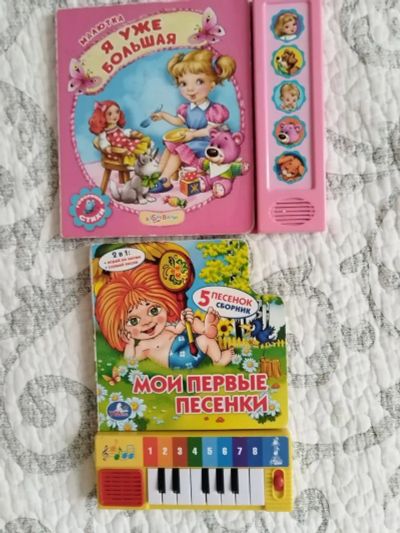 МАЛЮТКА
Я УЖЕ
БОЛЬШАЯ
СТИХИ
АЗБУКВАРИК
2 в 1:
5 ПЕСЕНОК
СБОРНИК
МОИ ПЕРВЫЕ
ПЕСЕНКИ
1 2 3 4 5 6 7 8